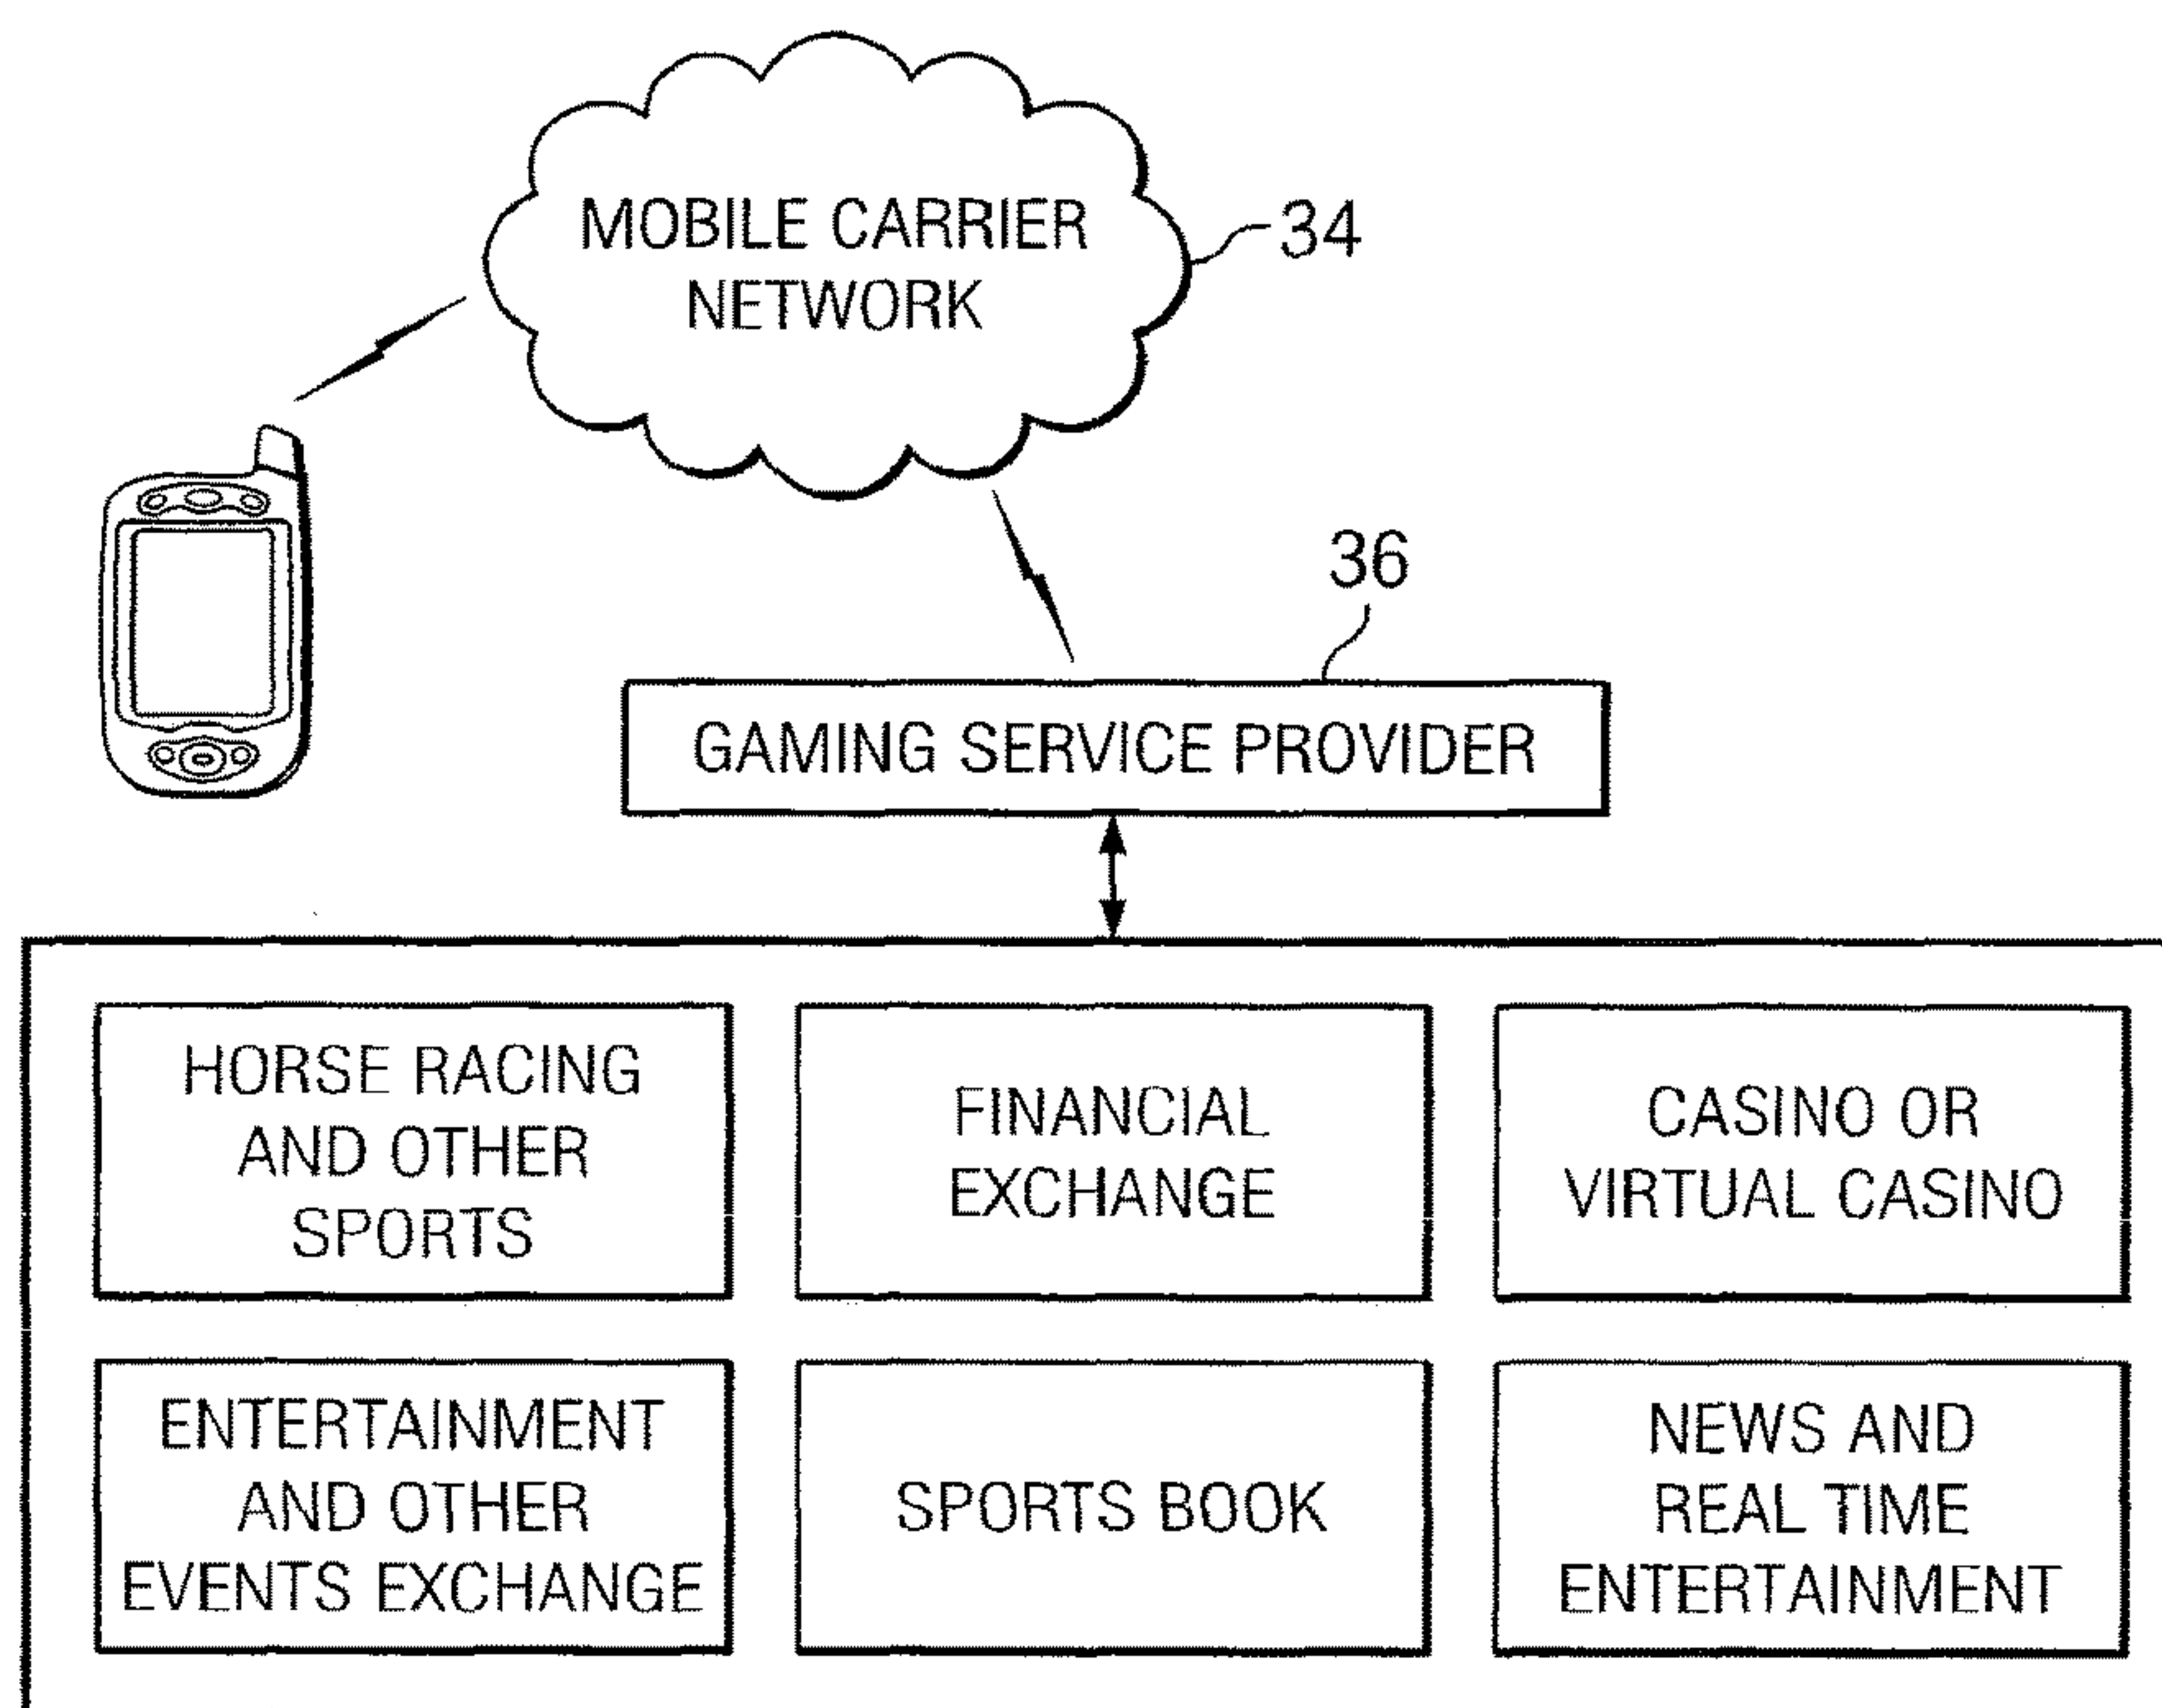 MOBILE CARRIER
NETWORK
34
36
GAMING SERVICE PROVIDER
HORSE RACING
AND OTHER
SPORTS
FINANCIAL
EXCHANGE
CASINO OR
VIRTUAL CASINO
ENTERTAINMENT
AND OTHER
EVENTS EXCHANGE
SPORTS BOOK
NEWS AND
REAL TIME
ENTERTAINMENT